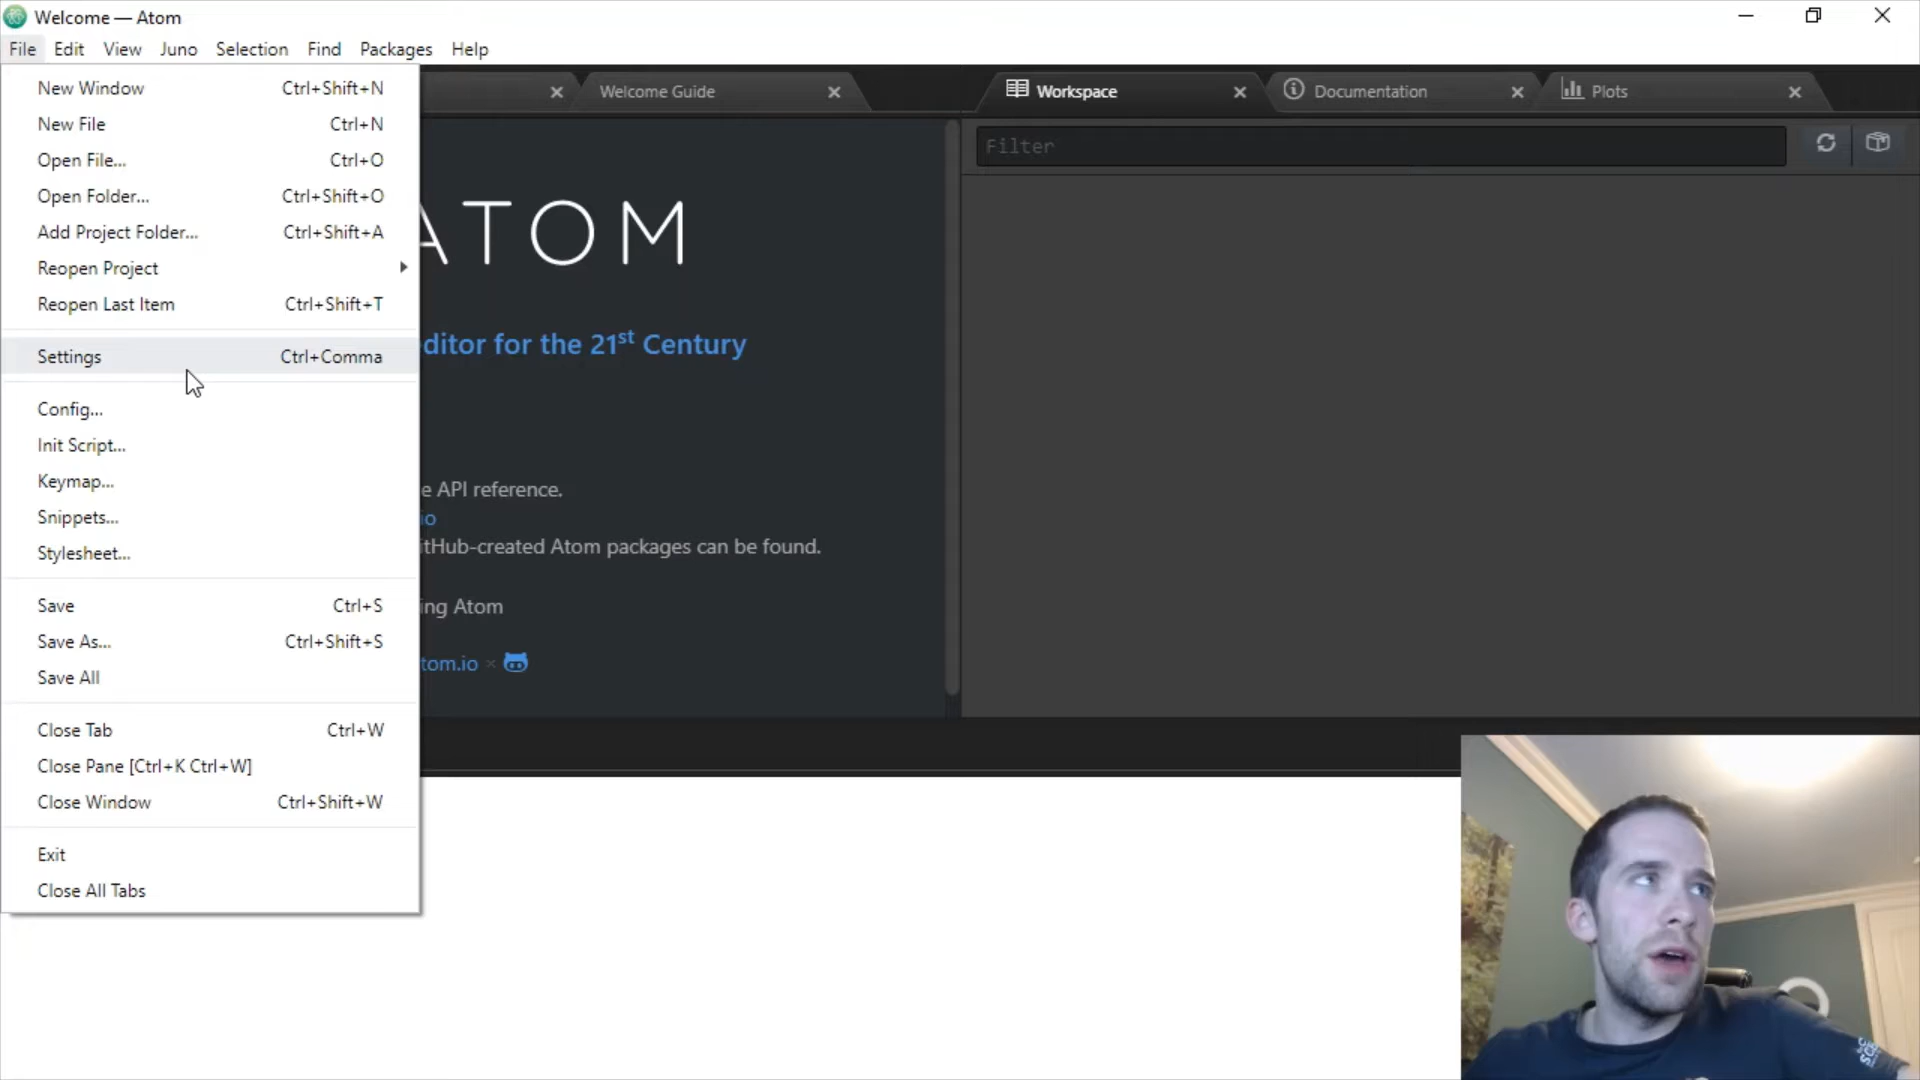 Welcome — Atom
File Edit View Juno Selection Find Packages Help
New Window Ctrl+Shift+N
New File Ctrl+N
Open File... Ctrl+O
Open Folder... Ctrl+Shift+O
Add Project Folder... Ctrl+Shift+A
Reopen Project
Reopen Last Item Ctrl+Shift+T
Settings Ctrl+Comma
Config...
Init Script...
Keymap...
Snippets...
Stylesheet...
Save Ctrl+S
Save As... Ctrl+Shift+S
Save All
Close Tab Ctrl+W
Close Pane [Ctrl+K Ctrl+W]
Close Window Ctrl+Shift+W
Exit
Close All Tabs
Welcome Guide
ATOM
ditor for the 21st Century
e API reference.
io
itHub-created Atom packages can be found.
ing Atom
tom.io ×
Workspace Documentation Plots
Filter